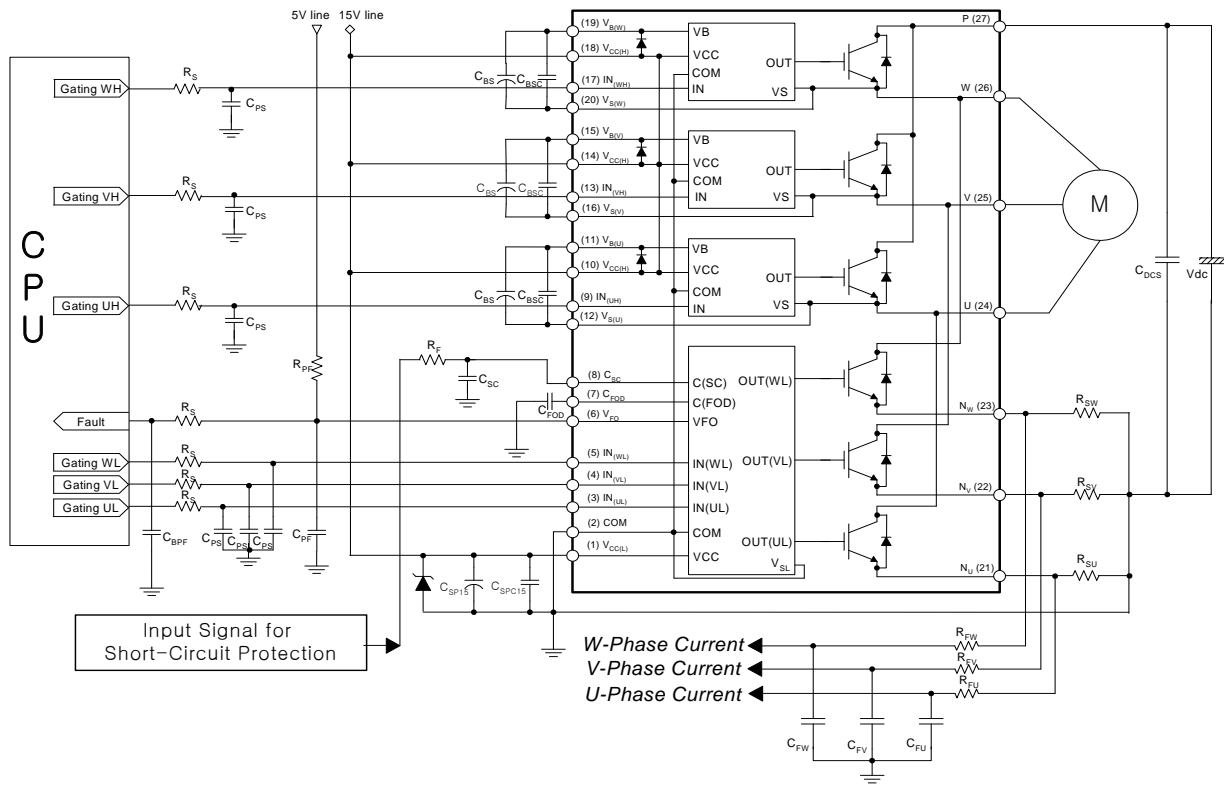 5V line 15V line
CPU
Gating WH
Gating VH
Gating UH
Fault
Gating WL
Gating VL
Gating UL
RS
CPS
RS
CPS
RS
CPS
RF
CSC
RPF
RS
RS
RS
RS
CBPF
CPS
CPS
CPS
CPF
CFOD
CSP15
CSPC15
CBS
CBSC
CBS
CBSC
CBS
CBSC
(19) VB(W)
(18) VCC(H)
(17) IN(WH)
(20) VS(W)
(15) VB(V)
(14) VCC(H)
(13) IN(VH)
(16) VS(V)
(11) VB(U)
(10) VCC(H)
(9) IN(UH)
(12) VS(U)
(8) CSC
(7) CFOD
(6) VFO
(5) IN(WL)
(4) IN(VL)
(3) IN(UL)
(2) COM
(1) VCC(L)
VB
VCC
COM
IN
OUT
VS
VB
VCC
COM
IN
OUT
VS
VB
VCC
COM
IN
OUT
VS
C(SC)
C(FOD)
VFO
IN(WL)
IN(VL)
IN(UL)
COM
VCC
OUT(WL)
OUT(VL)
OUT(UL)
VSL
P (27)
W (26)
V (25)
U (24)
NW (23)
NV (22)
NU (21)
M
CDCS
Vdc
RSW
RSV
RSU
Input Signal for
Short-Circuit Protection
W-Phase Current
V-Phase Current
U-Phase Current
RFW
RFV
RFU
CFW
CFV
CFU